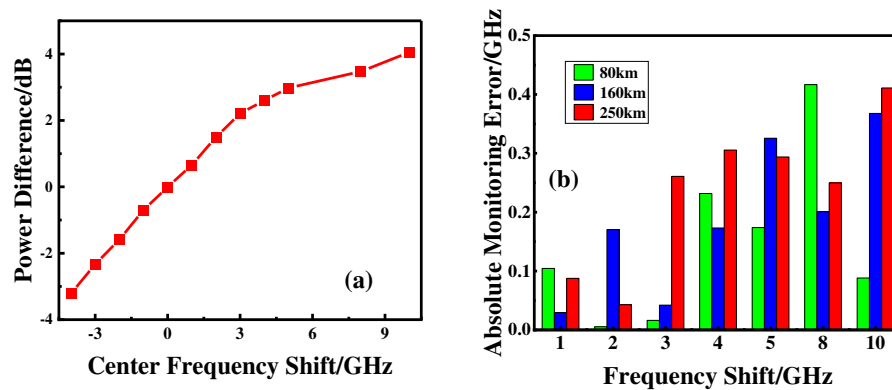 Power Difference/dB
4
2
0
-2
-4
-3
0
3
6
9
Center Frequency Shift/GHz
(a)
Absolute Monitoring Error/GHz
0.5
0.4
0.3
0.2
0.1
0.0
80km
160km
250km
(b)
1
2
3
4
5
8
10
Frequency Shift/GHz